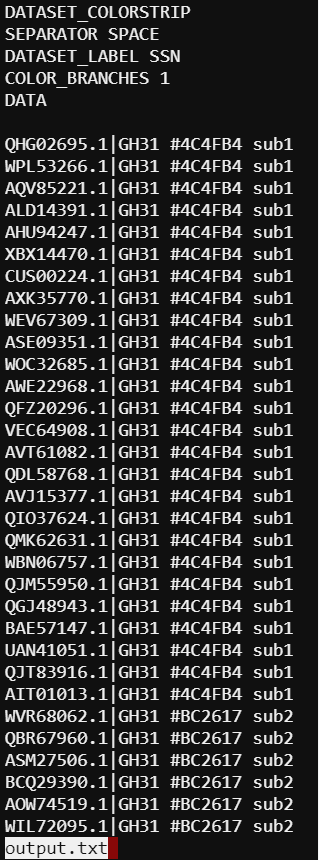 DATASET_COLORSTRIP
SEPARATOR SPACE
DATASET_LABEL SSN
COLOR_BRANCHES 1
DATA
QHG02695.1|GH31 #4C4FB4 sub1
WPL53266.1|GH31 #4C4FB4 sub1
AQV85221.1|GH31 #4C4FB4 sub1
ALD14391.1|GH31 #4C4FB4 sub1
AHU94247.1|GH31 #4C4FB4 sub1
XBX14470.1|GH31 #4C4FB4 sub1
CUS00224.1|GH31 #4C4FB4 sub1
AXK35770.1|GH31 #4C4FB4 sub1
WEV67309.1|GH31 #4C4FB4 sub1
ASE09351.1|GH31 #4C4FB4 sub1
WOC32685.1|GH31 #4C4FB4 sub1
AWE22968.1|GH31 #4C4FB4 sub1
QFZ20296.1|GH31 #4C4FB4 sub1
VEC64908.1|GH31 #4C4FB4 sub1
AVT61082.1|GH31 #4C4FB4 sub1
QDL58768.1|GH31 #4C4FB4 sub1
AVJ15377.1|GH31 #4C4FB4 sub1
QIO37624.1|GH31 #4C4FB4 sub1
QMK62631.1|GH31 #4C4FB4 sub1
WBN06757.1|GH31 #4C4FB4 sub1
QJM55950.1|GH31 #4C4FB4 sub1
QGJ48943.1|GH31 #4C4FB4 sub1
BAE57147.1|GH31 #4C4FB4 sub1
UAN41051.1|GH31 #4C4FB4 sub1
QJT83916.1|GH31 #4C4FB4 sub1
AIT01013.1|GH31 #4C4FB4 sub1
WVR68062.1|GH31 #BC2617 sub2
QBR67960.1|GH31 #BC2617 sub2
ASM27506.1|GH31 #BC2617 sub2
BCQ29390.1|GH31 #BC2617 sub2
AOW74519.1|GH31 #BC2617 sub2
WIL72095.1|GH31 #BC2617 sub2
output.txt